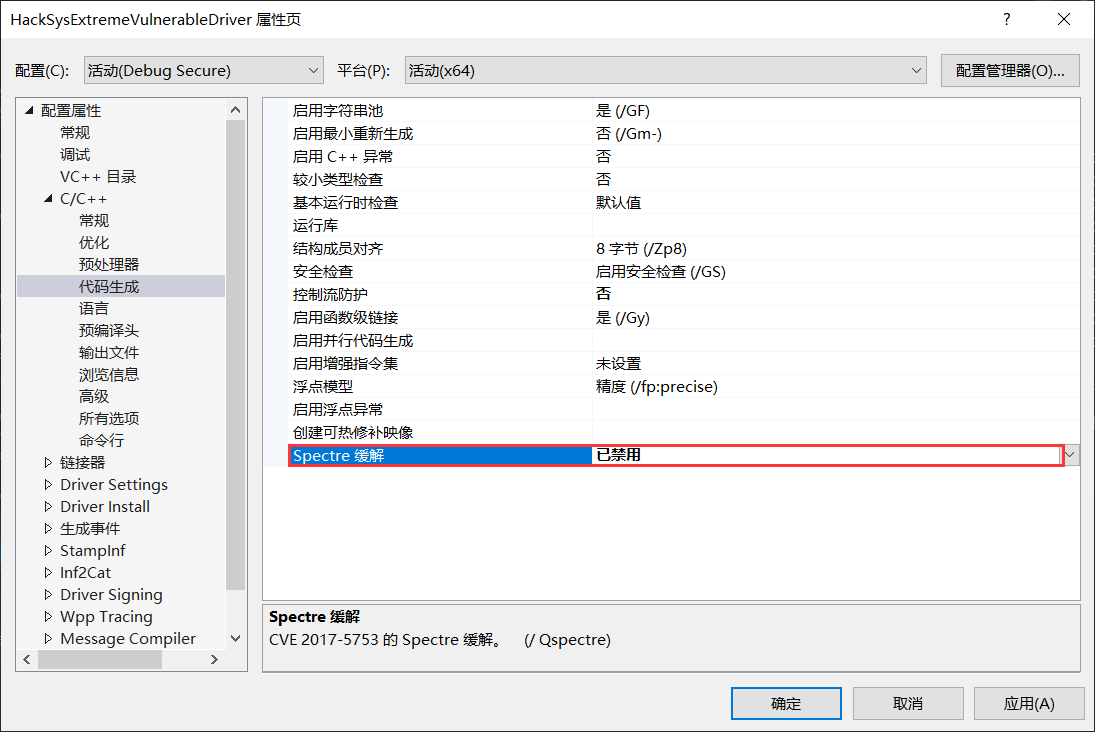 HackSysExtremeVulnerableDriver 属性页
配置(C): 活动(Debug Secure) 平台(P): 活动(x64) 配置管理器(O)...
配置属性
常规
调试
VC++ 目录
C/C++
常规
优化
预处理器
代码生成
语言
预编译头
输出文件
浏览信息
高级
所有选项
命令行
链接器
Driver Settings
Driver Install
生成事件
StampInf
Inf2Cat
Driver Signing
Wpp Tracing
Message Compiler
启用字符串池 是 (/GF)
启用最小重新生成 否 (/Gm-)
启用 C++ 异常 否
较小类型检查 否
基本运行时检查 默认值
运行库
结构成员对齐 8 字节 (/Zp8)
安全检查 启用安全检查 (/GS)
控制流防护 否
启用函数级链接 是 (/Gy)
启用并行代码生成
启用增强指令集 未设置
浮点模型 精度 (/fp:precise)
启用浮点异常
创建可热修补映像
Spectre 缓解 已禁用
Spectre 缓解
CVE 2017-5753 的 Spectre 缓解。 (/ Qspectre)
确定 取消 应用(A)